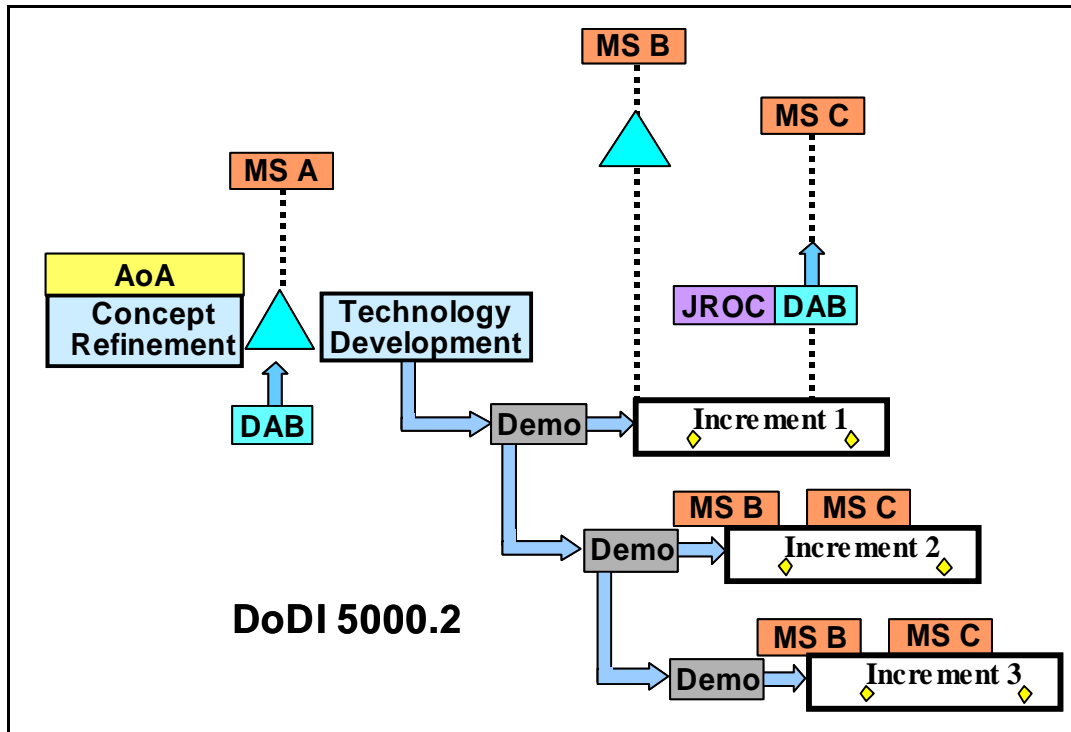 MS B
MS C
MS A
AoA
Concept
Refinement
Technology
Development
JROC
DAB
DAB
Demo
Increment 1
MS B
MS C
Demo
Increment 2
DoDI 5000.2
MS B
MS C
Demo
Increment 3